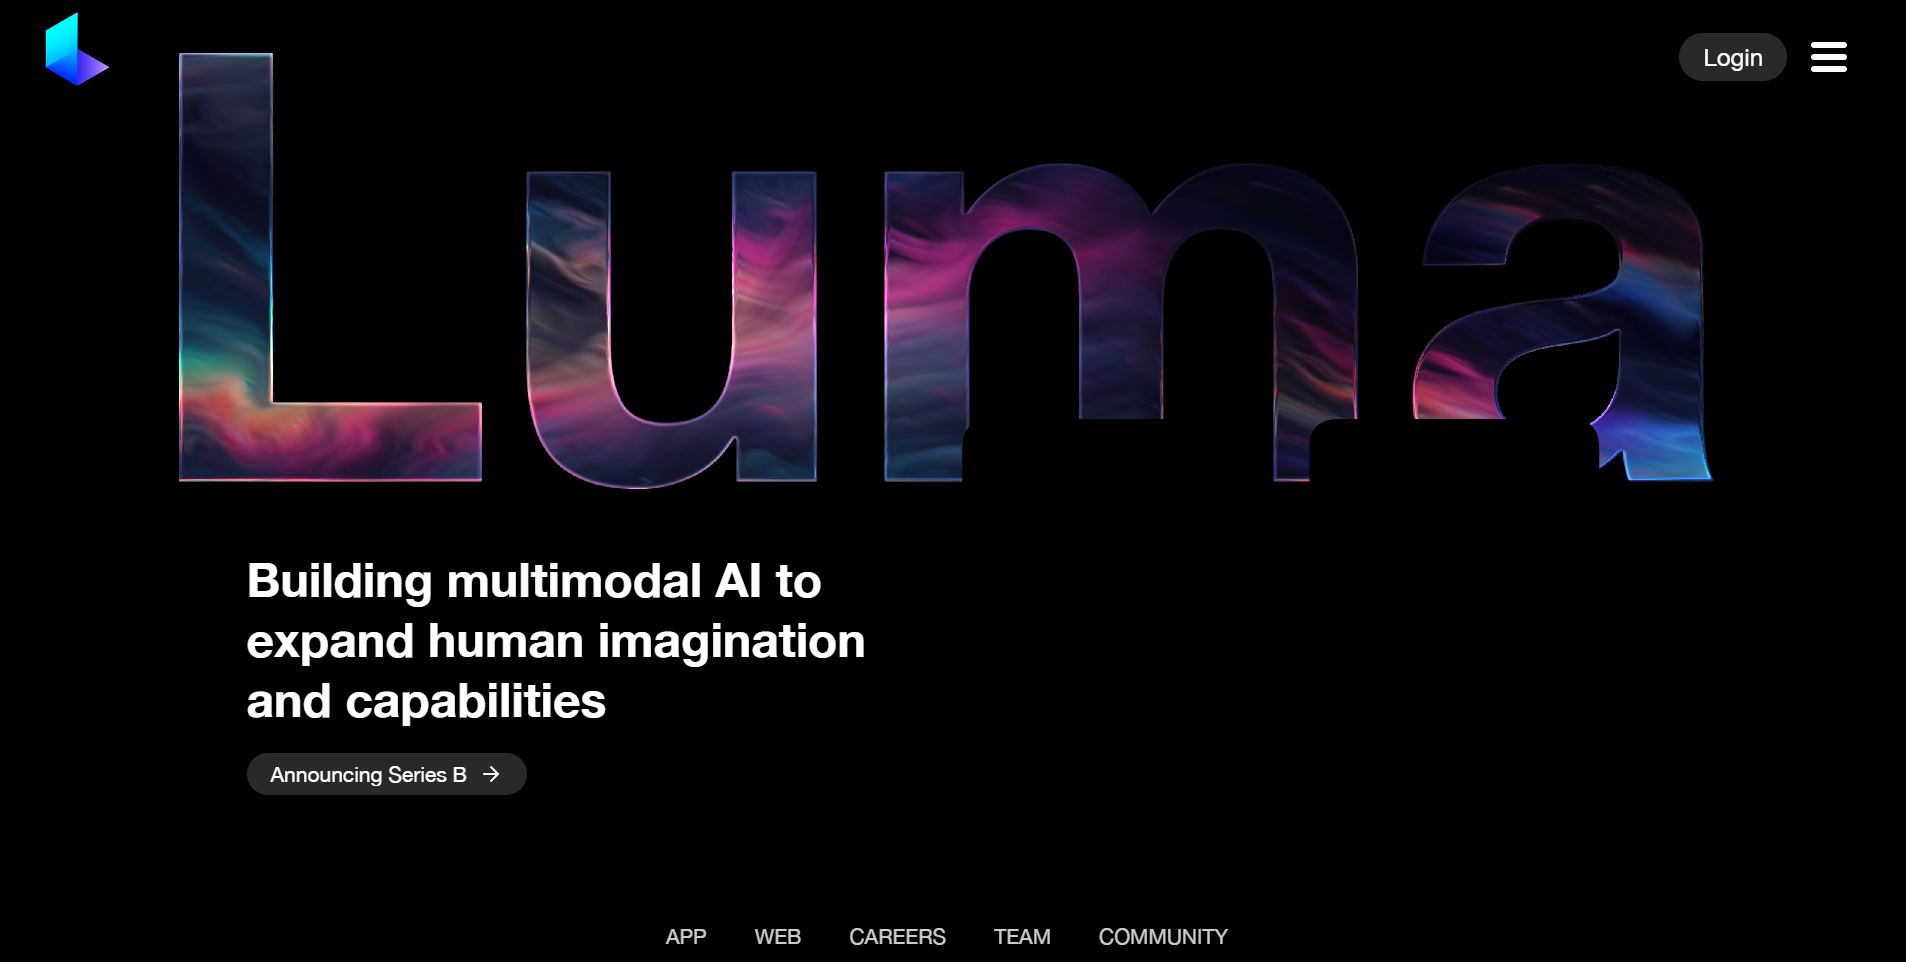 Login
Luma
Building multimodal AI to
expand human imagination
and capabilities
Announcing Series B
APP WEB CAREERS TEAM COMMUNITY